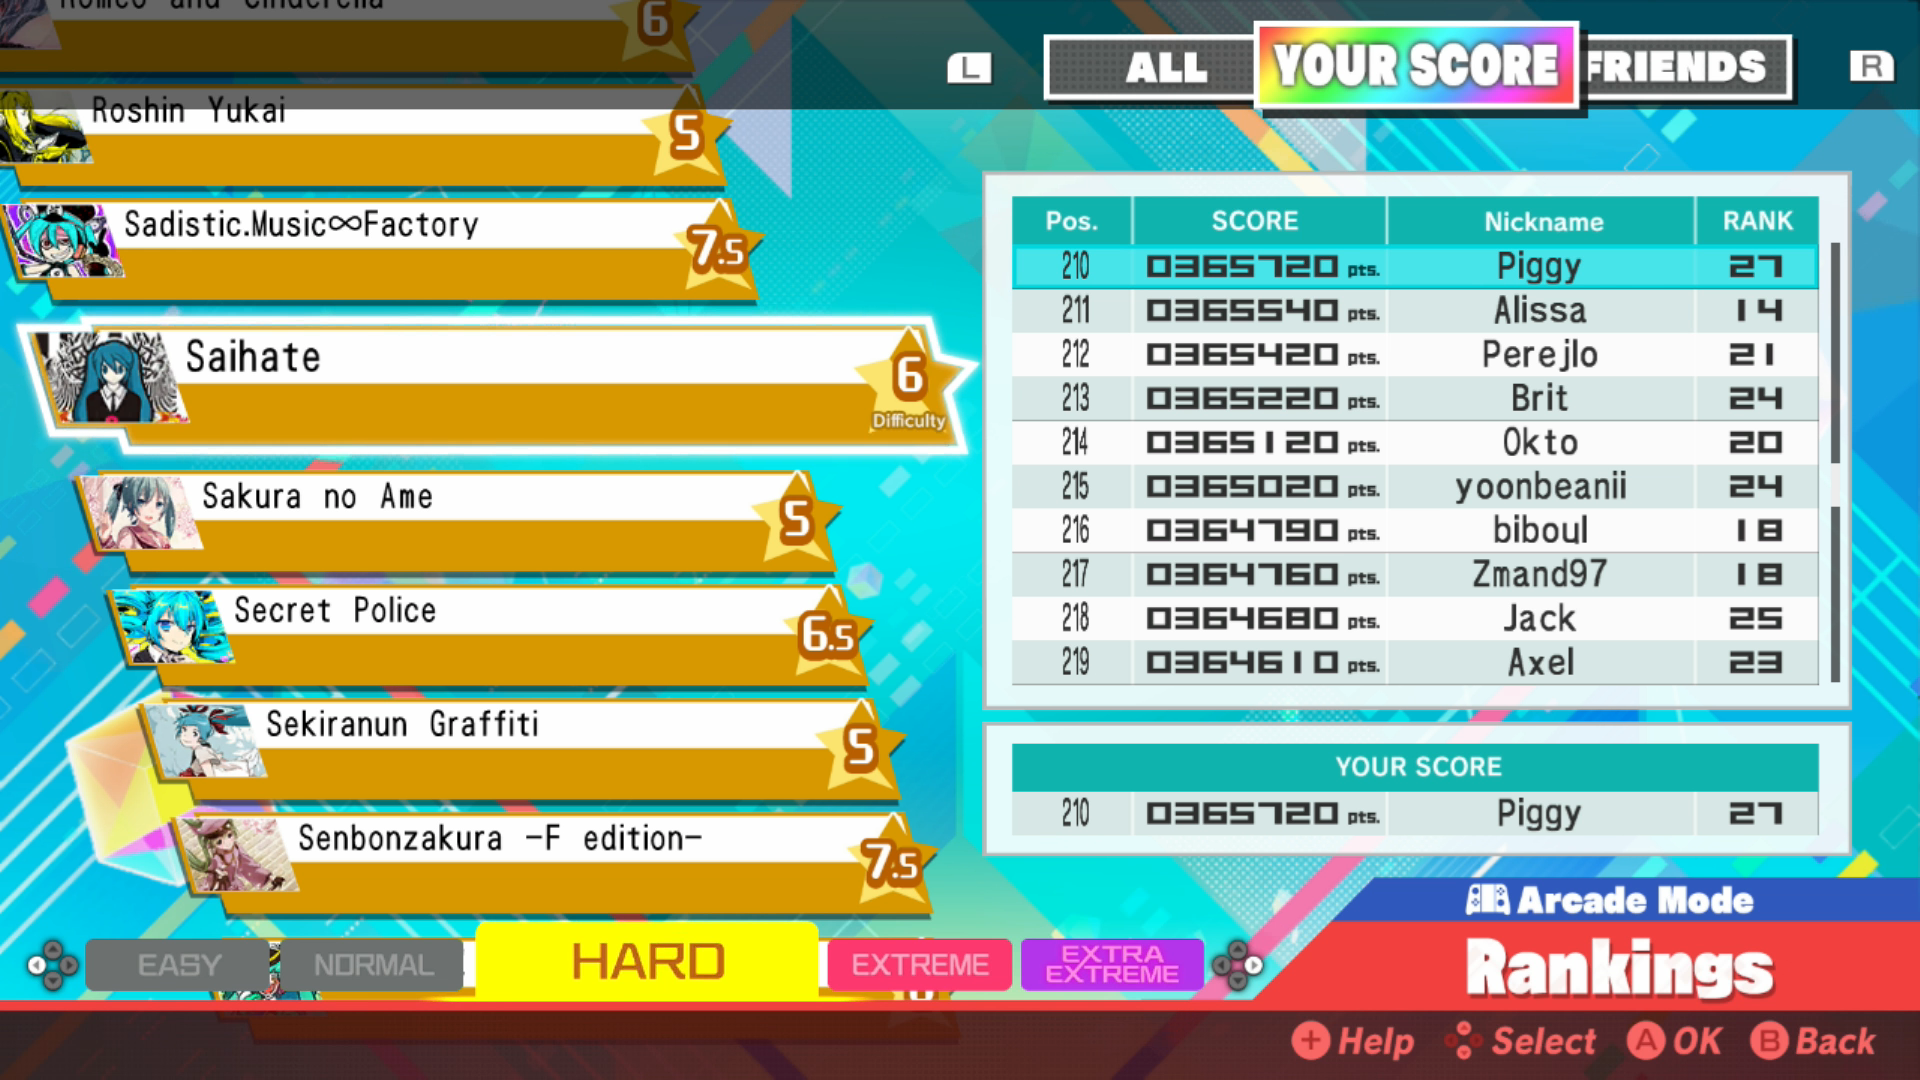 Romeo and Cinderella
6
L
ALL
YOUR SCORE
FRIENDS
R
Roshin Yukai
5
Sadistic.Music∞Factory
7.5
Saihate
6
Difficulty
Sakura no Ame
5
Secret Police
6.5
Sekiranun Graffiti
5
Senbonzakura -F edition-
7.5
Pos. SCORE Nickname RANK
210 0365720 pts. Piggy 27
211 0365540 pts. Alissa 14
212 0365420 pts. Perejlo 21
213 0365220 pts. Brit 24
214 0365120 pts. Okto 20
215 0365020 pts. yoonbeanii 24
216 0364790 pts. biboul 18
217 0364760 pts. Zmand97 18
218 0364680 pts. Jack 25
219 0364610 pts. Axel 23
YOUR SCORE
210 0365720 pts. Piggy 27
Arcade Mode
Rankings
EASY
NORMAL
HARD
EXTREME
EXTRA
EXTREME
+ Help
Select
A OK
B Back